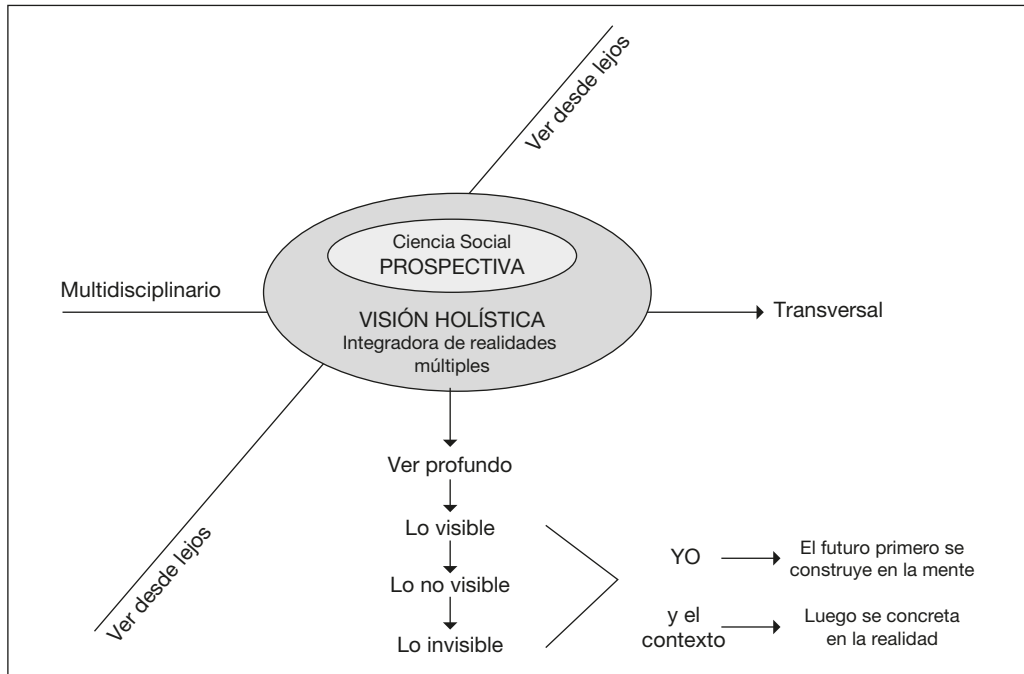 Ver desde lejos
Ciencia Social
PROSPECTIVA
Multidisciplinario
Transversal
VISIÓN HOLÍSTICA
Integradora de realidades
múltiples
Ver profundo
Ver desde lejos
Lo visible
Lo no visible
Lo invisible
YO
El futuro primero se
construye en la mente
y el
contexto
Luego se concreta
en la realidad